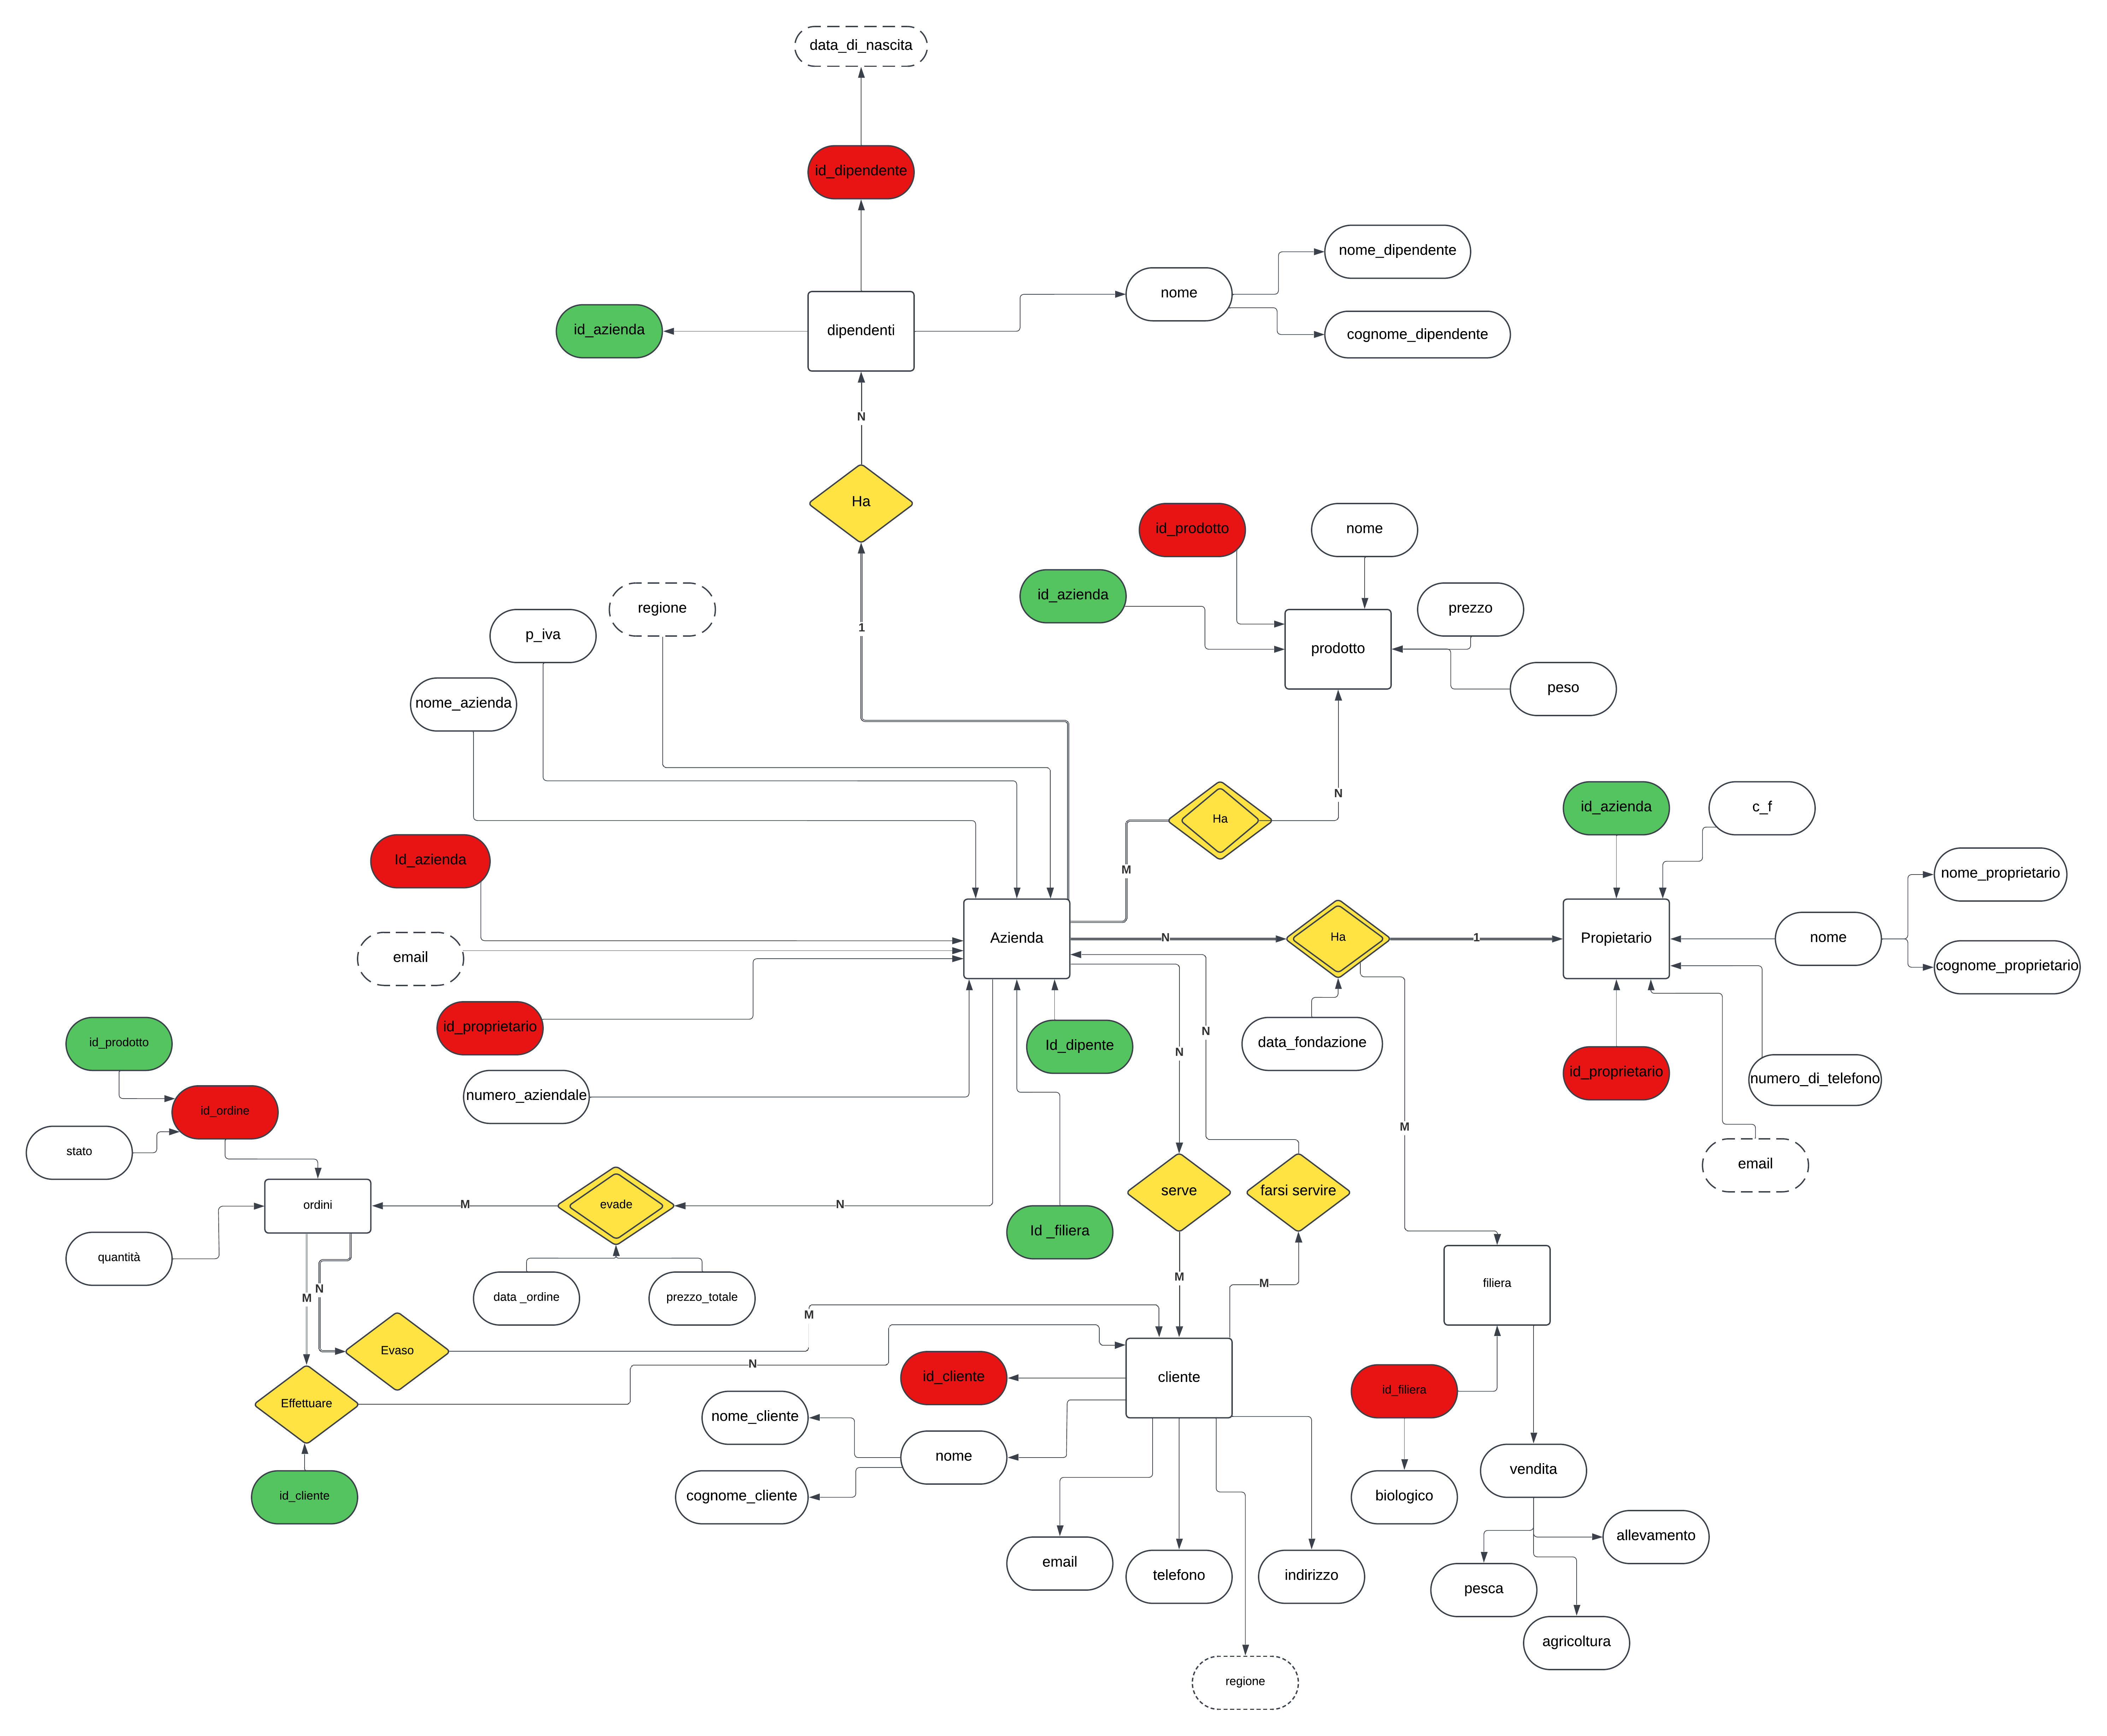 data_di_nascita
id_dipendente
nome_dipendente
nome
id_azienda
dipendenti
cognome_dipendente
N
Ha
id_prodotto
nome
id_azienda
regione
prezzo
1
p_iva
prodotto
peso
nome_azienda
N
id_azienda
c_f
Ha
Id_azienda
M
nome_proprietario
Azienda
N
Ha
1
Propietario
nome
email
cognome_proprietario
id_proprietario
N
id_prodotto
Id_dipente
N
data_fondazione
id_proprietario
numero_di_telefono
numero_aziendale
id_ordine
M
stato
email
serve
farsi servire
ordini
M
evade
N
Id _filiera
quantità
N
M
data _ordine
prezzo_totale
M
M
M
filiera
Evaso
N
id_cliente
cliente
id_filiera
Effettuare
nome_cliente
nome
vendita
id_cliente
cognome_cliente
biologico
allevamento
email
telefono
indirizzo
pesca
agricoltura
regione